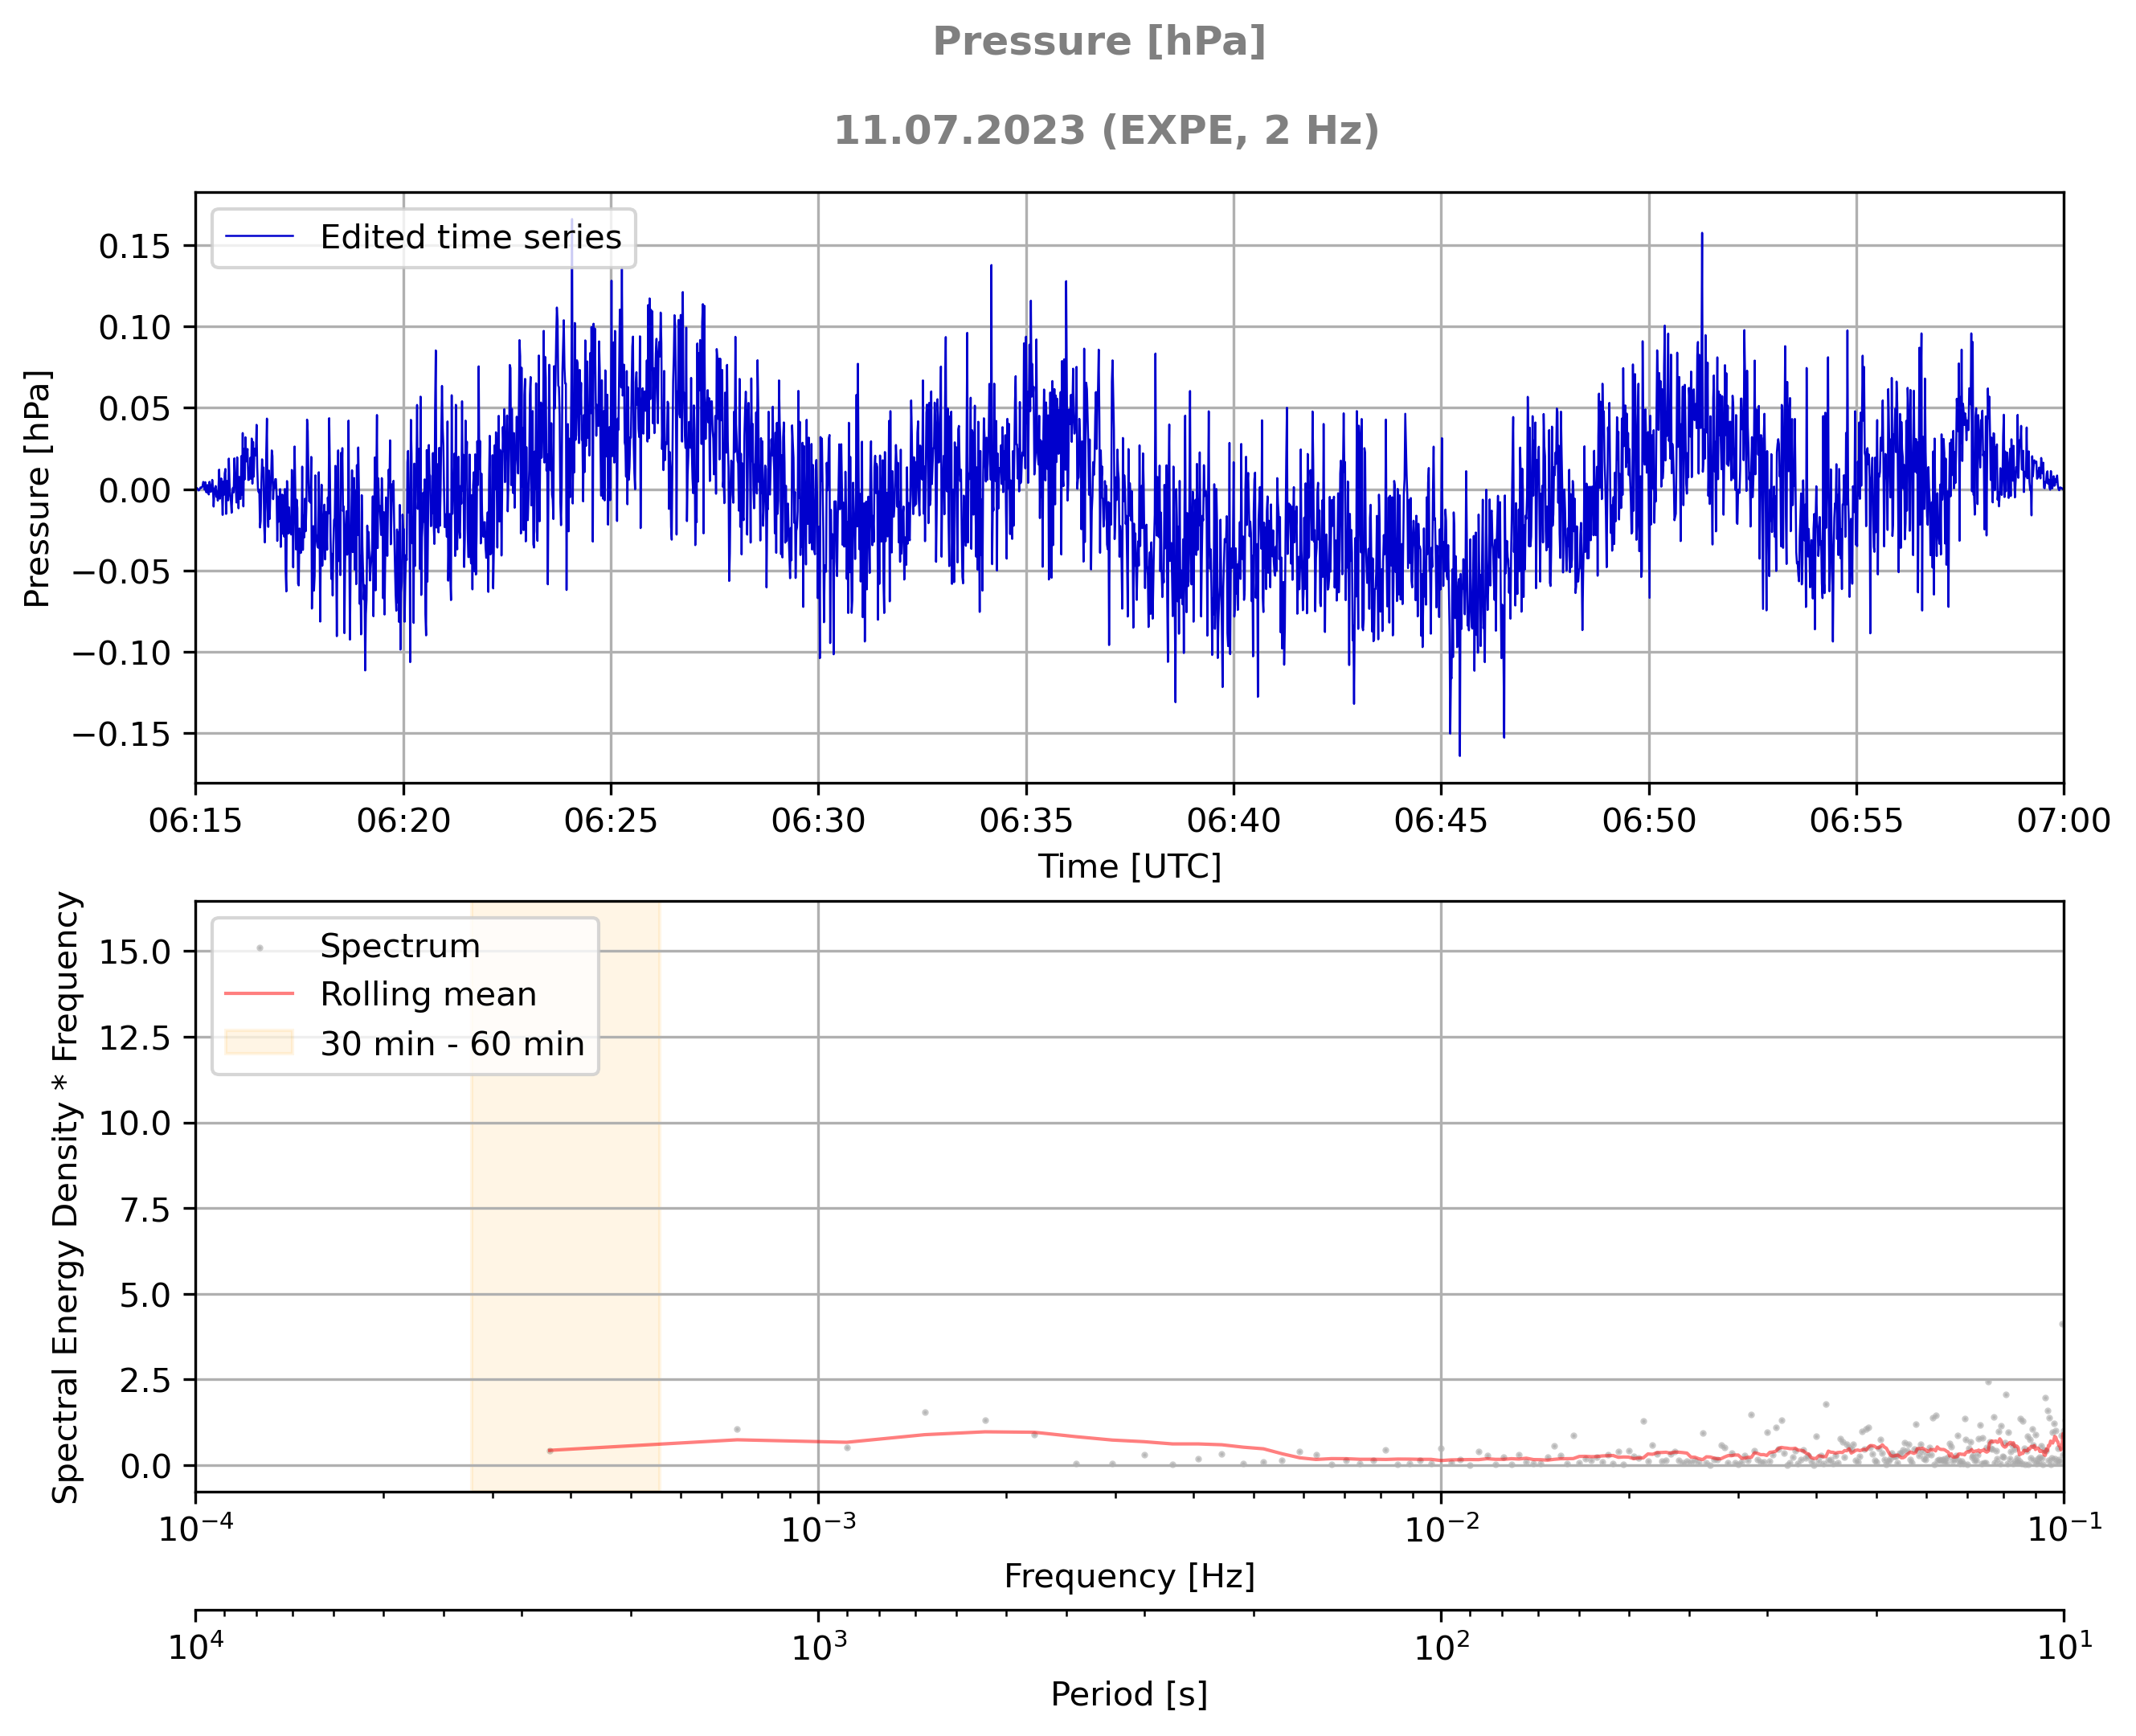 Pressure [hPa]
11.07.2023 (EXPE, 2 Hz)
Edited time series
Pressure [hPa]
0.15
0.10
0.05
0.00
−0.05
−0.10
−0.15
06:15 06:20 06:25 06:30 06:35 06:40 06:45 06:50 06:55 07:00
Time [UTC]
Spectrum
Rolling mean
30 min - 60 min
Spectral Energy Density * Frequency
15.0
12.5
10.0
7.5
5.0
2.5
0.0
10⁻⁴ 10⁻³ 10⁻² 10⁻¹
Frequency [Hz]
10⁴ 10³ 10² 10¹
Period [s]